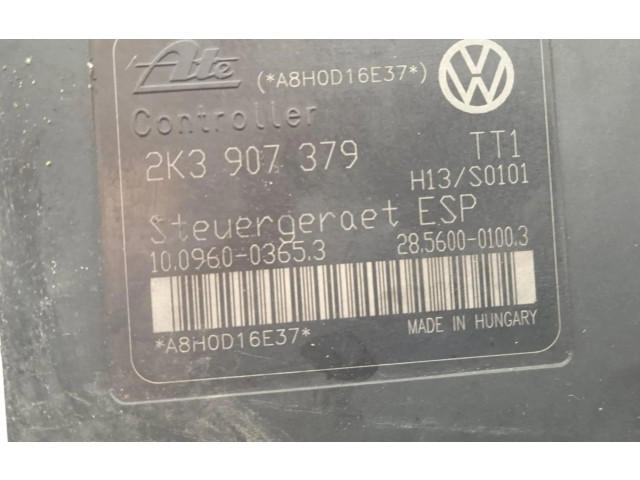 Ate (*A8H0D16E37*)
Controller
2K3 907 379 TT1
H13/S0101
Steuergeraet ESP
10.0960-0365.3 28.5600-0100.3
*A8H0D16E37* MADE IN HUNGARY